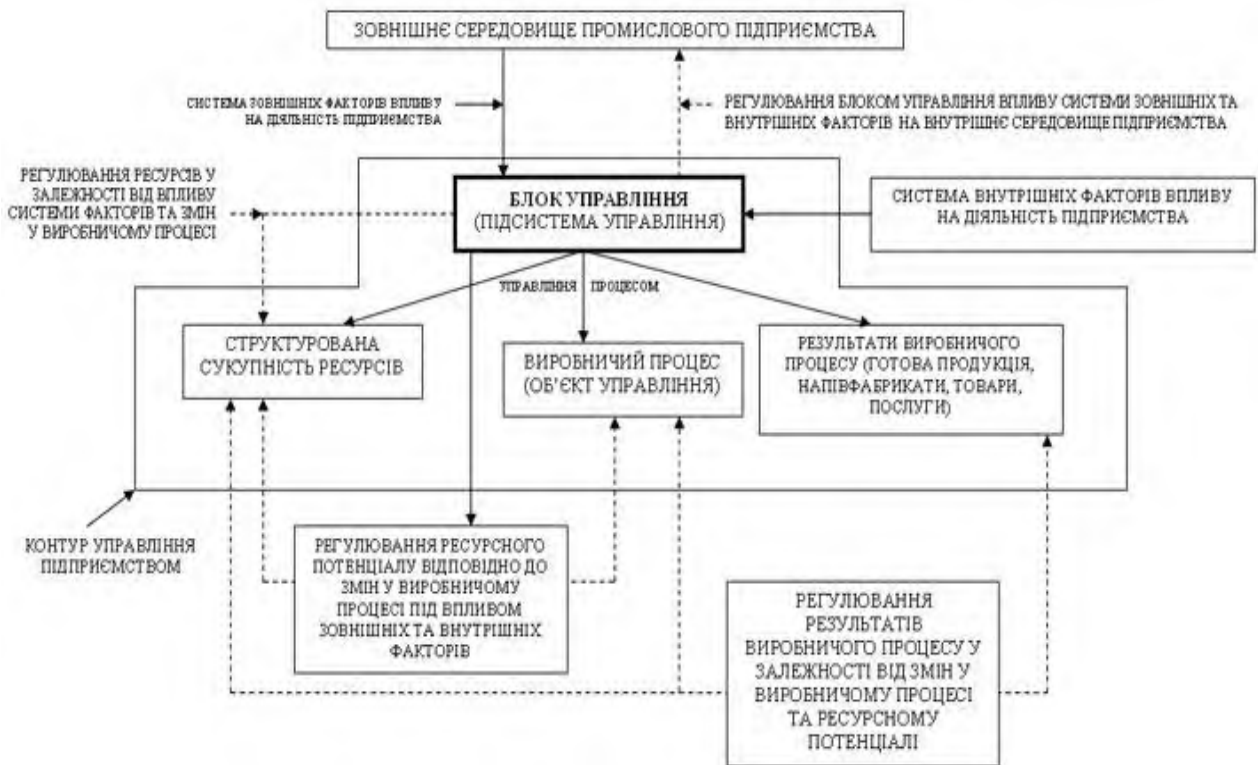 ЗОВНІШНЄ СЕРЕДОВИЩЕ ПРОМИСЛОВОГО ПІДПРИЄМСТВА
СИСТЕМА ЗОВНІШНІХ ФАКТОРІВ ВПЛИВУ
НА ДІЯЛЬНІСТЬ ПІДПРИЄМСТВА
РЕГУЛЮВАННЯ БЛОКОМ УПРАВЛІННЯ ВПЛИВУ СИСТЕМИ ЗОВНІШНІХ ТА
ВНУТРІШНІХ ФАКТОРІВ НА ВНУТРІШНЄ СЕРЕДОВИЩЕ ПІДПРИЄМСТВА
РЕГУЛЮВАННЯ РЕСУРСІВ У
ЗАЛЕЖНОСТІ ВІД ВПЛИВУ
СИСТЕМИ ФАКТОРІВ ТА ЗМІН
У ВИРОБНИЧОМУ ПРОЦЕСІ
БЛОК УПРАВЛІННЯ
(ПІДСИСТЕМА УПРАВЛІННЯ)
СИСТЕМА ВНУТРІШНІХ ФАКТОРІВ ВПЛИВУ
НА ДІЯЛЬНІСТЬ ПІДПРИЄМСТВА
УПРАВЛІННЯ ПРОЦЕСОМ
СТРУКТУРОВАНА
СУКУПНІСТЬ РЕСУРСІВ
ВИРОБНИЧИЙ ПРОЦЕС
(ОБ'ЄКТ УПРАВЛІННЯ)
РЕЗУЛЬТАТИ ВИРОБНИЧОГО
ПРОЦЕСУ (ГОТОВА ПРОДУКЦІЯ,
НАПІВФАБРИКАТИ, ТОВАРИ,
ПОСЛУГИ)
КОНТУР УПРАВЛІННЯ
ПІДПРИЄМСТВОМ
РЕГУЛЮВАННЯ РЕСУРСНОГО
ПОТЕНЦІАЛУ ВІДПОВІДНО ДО
ЗМІН У ВИРОБНИЧОМУ
ПРОЦЕСІ ПІД ВПЛИВОМ
ЗОВНІШНІХ ТА ВНУТРІШНІХ
ФАКТОРІВ
РЕГУЛЮВАННЯ
РЕЗУЛЬТАТІВ
ВИРОБНИЧОГО ПРОЦЕСУ У
ЗАЛЕЖНОСТІ ВІД ЗМІН У
ВИРОБНИЧОМУ ПРОЦЕСІ
ТА РЕСУРСНОМУ
ПОТЕНЦІАЛІ